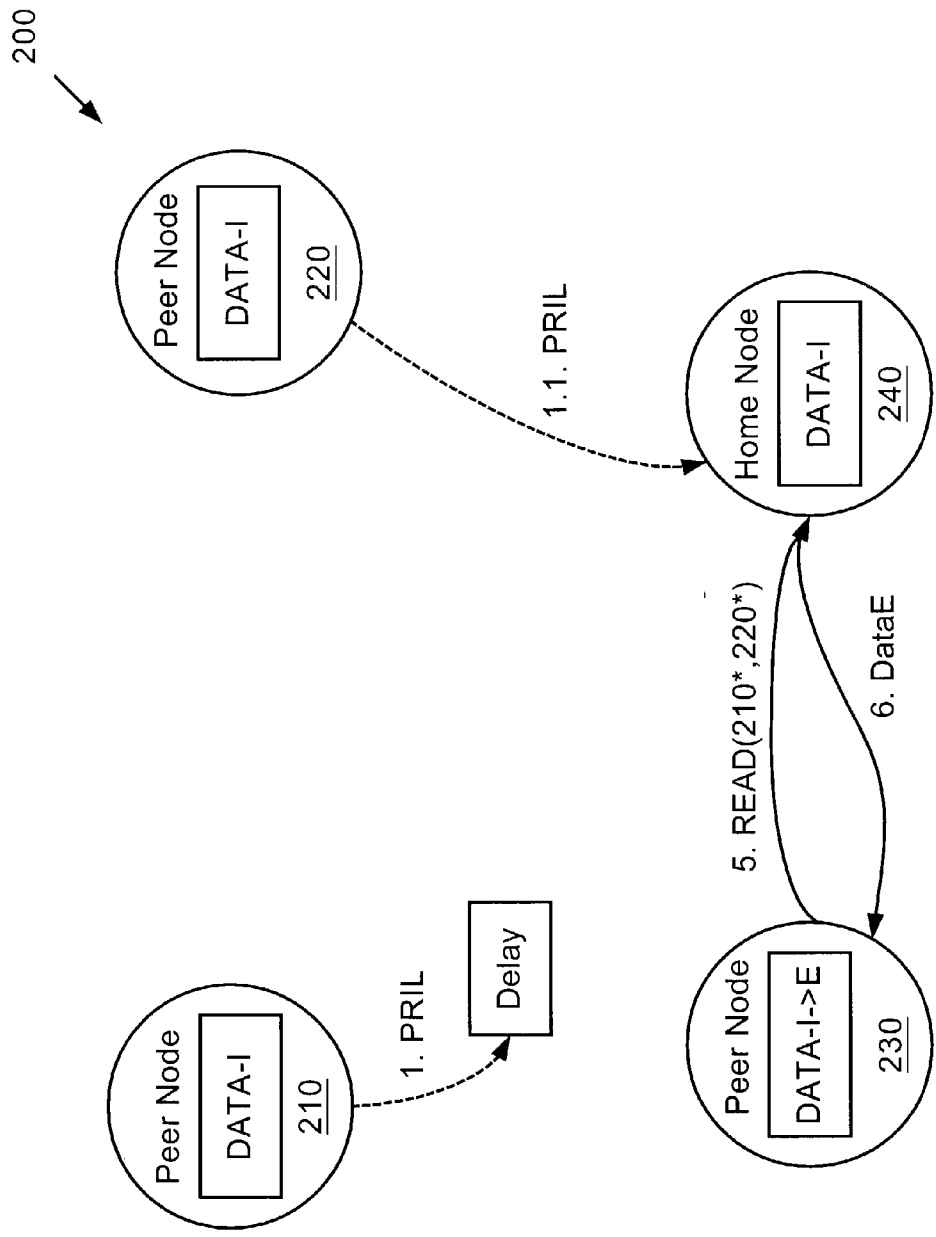 200
Peer Node
DATA-I
210
Peer Node
DATA-I
220
1. PRIL
Delay
1.1. PRIL
Peer Node
DATA-I->E
230
5. READ(210*,220*)
6. DataE
Home Node
DATA-I
240